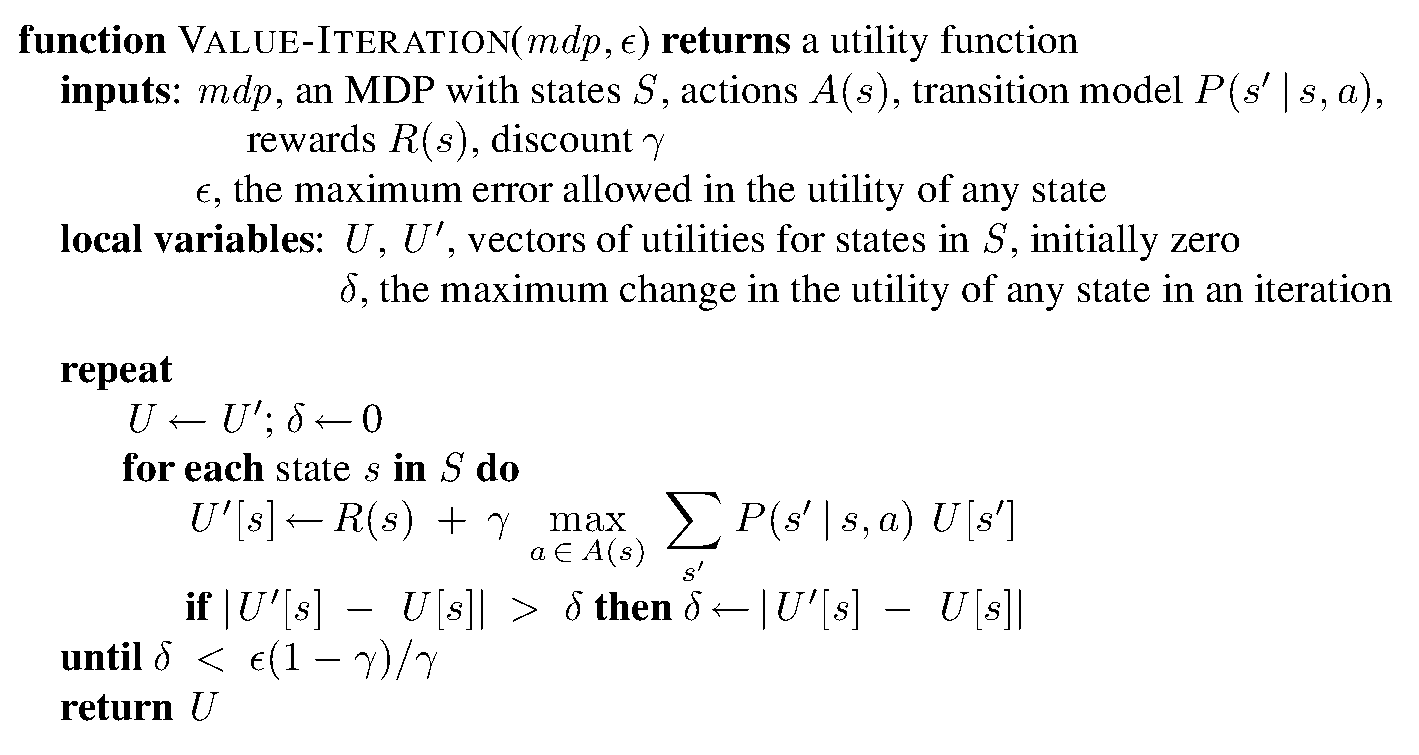 function VALUE-ITERATION(mdp, ϵ) returns a utility function
inputs: mdp, an MDP with states S, actions A(s), transition model P(s′ | s, a),
rewards R(s), discount γ
ϵ, the maximum error allowed in the utility of any state
local variables: U, U′, vectors of utilities for states in S, initially zero
δ, the maximum change in the utility of any state in an iteration
repeat
U ← U′; δ ← 0
for each state s in S do
U′[s] ← R(s) + γ max a ∈ A(s) ∑ s′ P(s′ | s, a) U[s′]
if |U′[s] − U[s]| > δ then δ ← |U′[s] − U[s]|
until δ < ϵ(1 − γ)/γ
return U